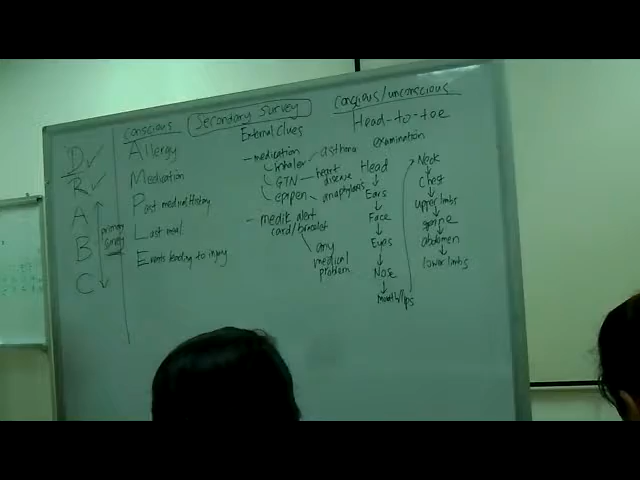 Secondary Survey
D ✓
R ✓
A
B
C
primary
survey
Conscious
Allergy
Medication
Past medical History
Last meal
Events leading to injury
External clues
- medication
inhaler - asthma
GTN - heart disease
epipen - anaphylaxis
- medik alert
card/bracelet
any
medical
problem
Conscious/unconscious
Head-to-toe
examination
Head
Ears
Face
Eyes
Nose
Mouth/lips
Neck
Chest
upper limbs
spine
abdomen
lower limbs